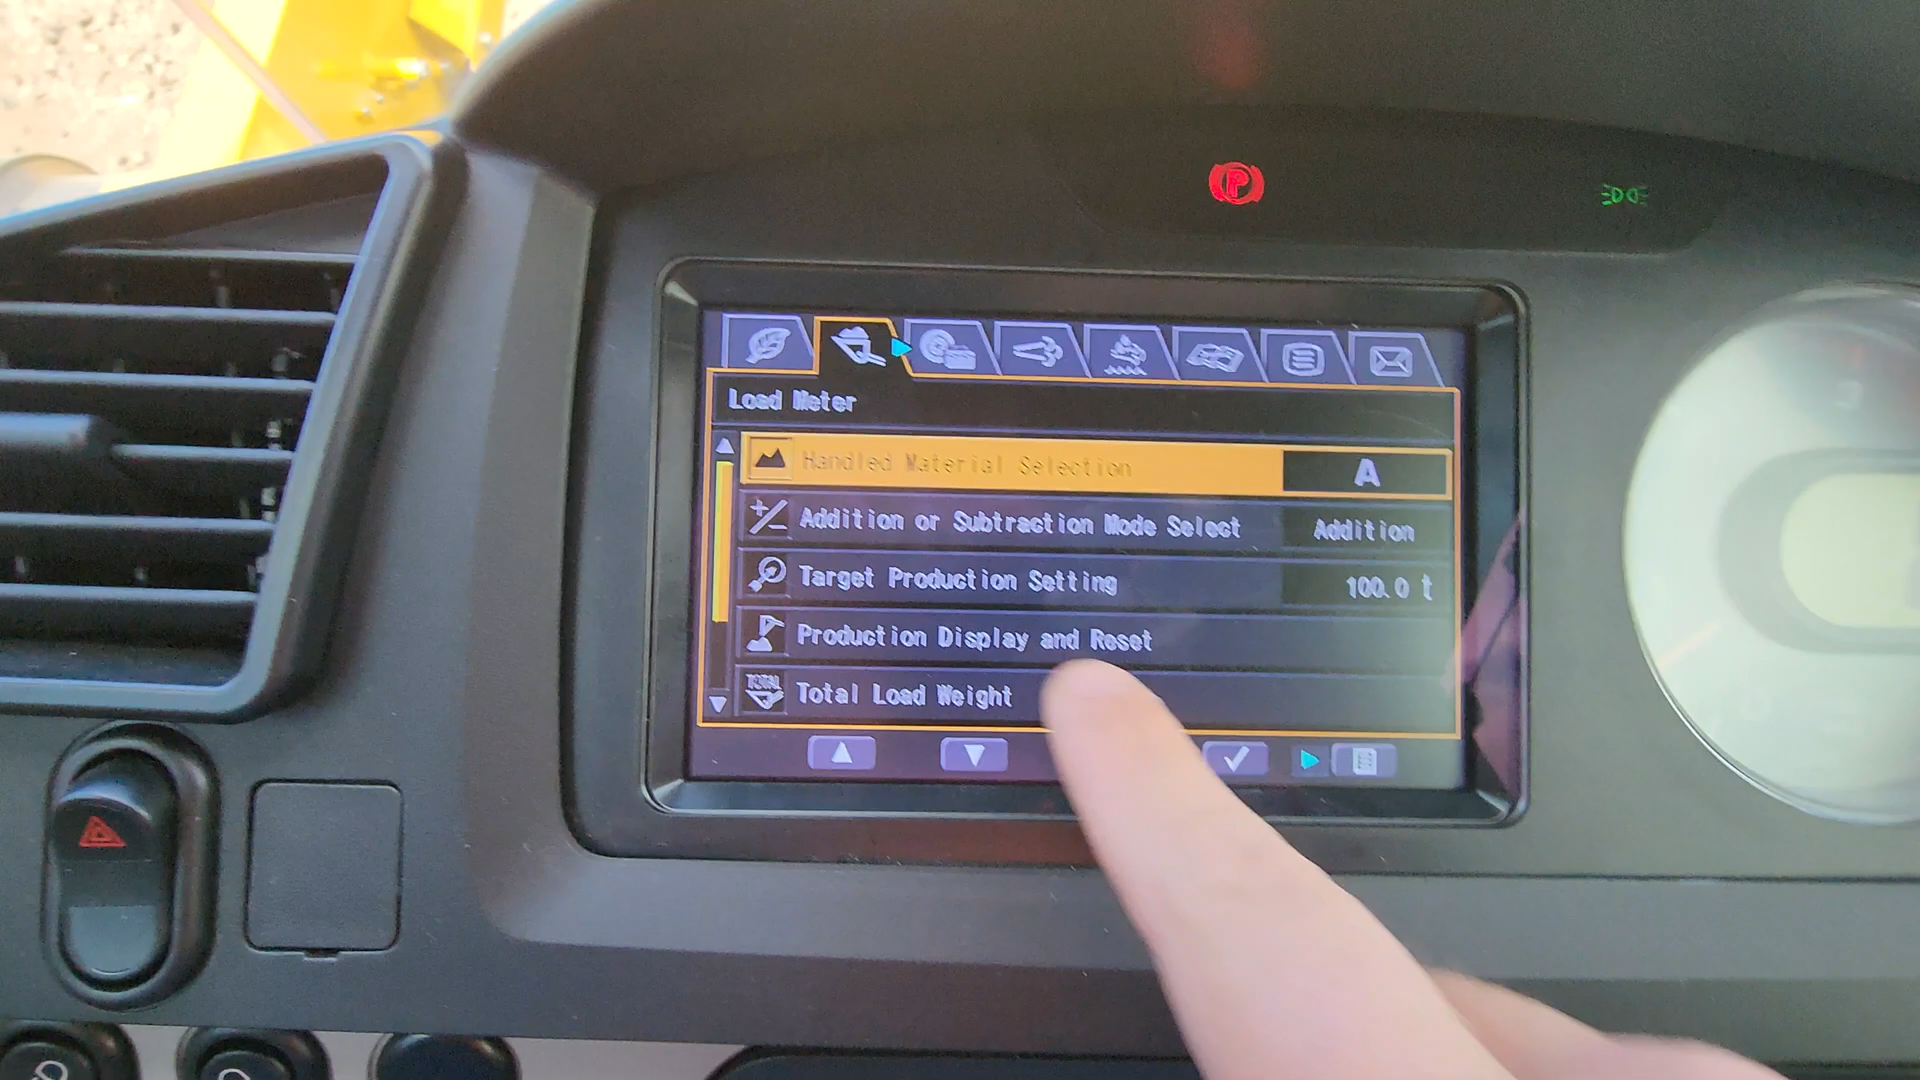 P
Load Meter
Handled Material Selection A
Addition or Subtraction Mode Select Addition
Target Production Setting 100.0 t
Production Display and Reset
TOTAL Total Load Weight